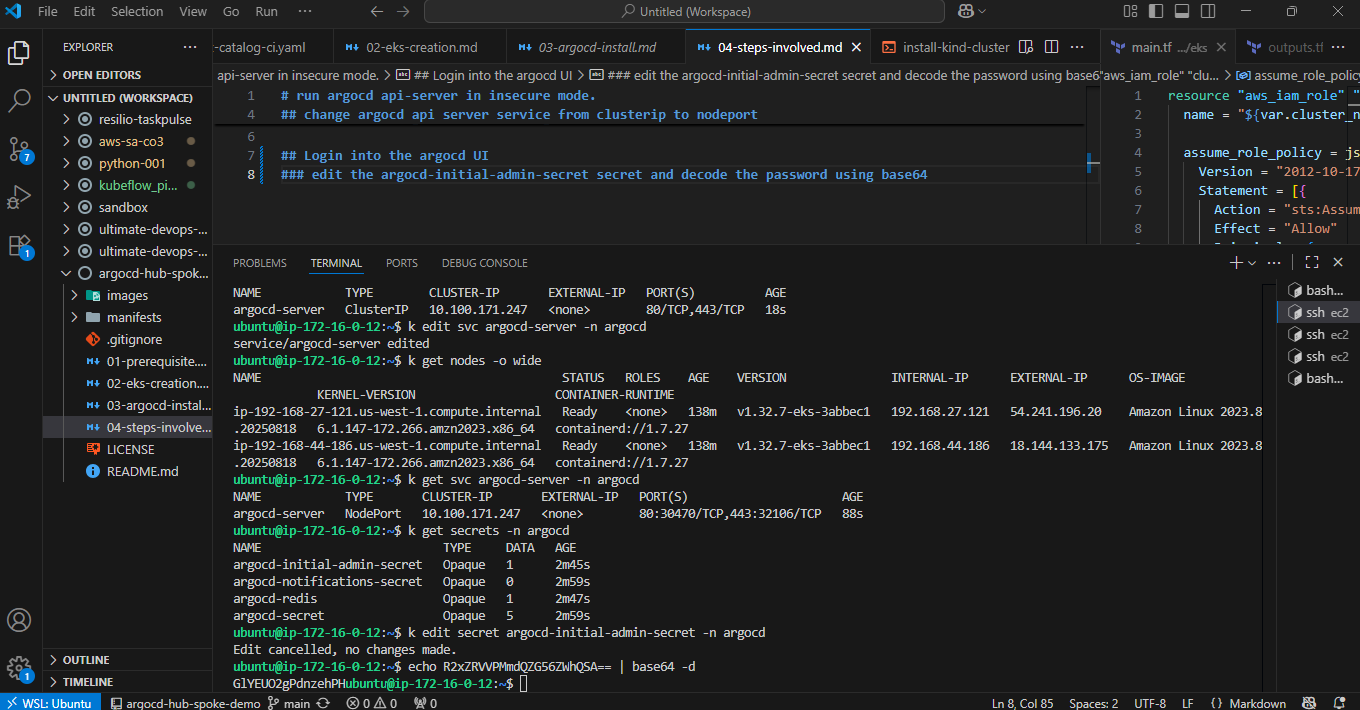 File Edit Selection View Go Run ··· Untitled (Workspace)
EXPLORER ···
OPEN EDITORS
UNTITLED (WORKSPACE)
resilio-taskpulse
aws-sa-co3
python-001
kubeflow_pi...
sandbox
ultimate-devops-...
ultimate-devops-...
argocd-hub-spok...
images
manifests
.gitignore
01-prerequisite....
02-eks-creation....
03-argocd-instal...
04-steps-involve...
LICENSE
README.md
OUTLINE
TIMELINE
7
1
1
-catalog-ci.yaml 02-eks-creation.md 03-argocd-install.md 04-steps-involved.md install-kind-cluster ···
api-server in insecure mode. > ## Login into the argocd UI > ### edit the argocd-initial-admin-secret secret and decode the password using base6
1 # run argocd api-server in insecure mode.
4 ## change argocd api server service from clusterip to nodeport
6
7 ## Login into the argocd UI
8 ### edit the argocd-initial-admin-secret secret and decode the password using base64
main.tf .../eks outputs.tf ···
"aws_iam_role" "clu... > assume_role_policy
1 resource "aws_iam_role" "
2 name = "${var.cluster_n
3
4 assume_role_policy = js
5 Version = "2012-10-17
6 Statement = [{
7 Action = "sts:Assum
8 Effect = "Allow"
PROBLEMS TERMINAL PORTS DEBUG CONSOLE
NAME TYPE CLUSTER-IP EXTERNAL-IP PORT(S) AGE
argocd-server ClusterIP 10.100.171.247 <none> 80/TCP,443/TCP 18s
ubuntu@ip-172-16-0-12:~$ k edit svc argocd-server -n argocd
service/argocd-server edited
ubuntu@ip-172-16-0-12:~$ k get nodes -o wide
NAME STATUS ROLES AGE VERSION INTERNAL-IP EXTERNAL-IP OS-IMAGE
KERNEL-VERSION CONTAINER-RUNTIME
ip-192-168-27-121.us-west-1.compute.internal Ready <none> 138m v1.32.7-eks-3abbec1 192.168.27.121 54.241.196.20 Amazon Linux 2023.8
.20250818 6.1.147-172.266.amzn2023.x86_64 containerd://1.7.27
ip-192-168-44-186.us-west-1.compute.internal Ready <none> 138m v1.32.7-eks-3abbec1 192.168.44.186 18.144.133.175 Amazon Linux 2023.8
.20250818 6.1.147-172.266.amzn2023.x86_64 containerd://1.7.27
ubuntu@ip-172-16-0-12:~$ k get svc argocd-server -n argocd
NAME TYPE CLUSTER-IP EXTERNAL-IP PORT(S) AGE
argocd-server NodePort 10.100.171.247 <none> 80:30470/TCP,443:32106/TCP 88s
ubuntu@ip-172-16-0-12:~$ k get secrets -n argocd
NAME TYPE DATA AGE
argocd-initial-admin-secret Opaque 1 2m45s
argocd-notifications-secret Opaque 0 2m59s
argocd-redis Opaque 1 2m47s
argocd-secret Opaque 5 2m59s
ubuntu@ip-172-16-0-12:~$ k edit secret argocd-initial-admin-secret -n argocd
Edit cancelled, no changes made.
ubuntu@ip-172-16-0-12:~$ echo R2xZRVVPMmdQZG56ZWhQSA== | base64 -d
GlYEUO2gPdnzehPHubuntu@ip-172-16-0-12:~$
bash...
ssh ec2
ssh ec2
ssh ec2
bash...
WSL: Ubuntu argocd-hub-spoke-demo main 0 0 0 Ln 8, Col 85 Spaces: 2 UTF-8 LF {} Markdown